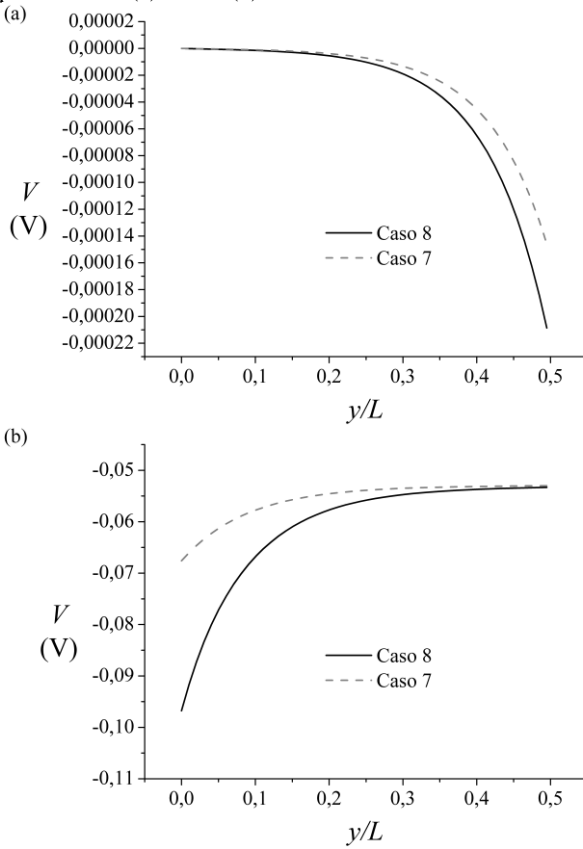 (a)
0,00002
0,00000
-0,00002
-0,00004
-0,00006
-0,00008
-0,00010
-0,00012
-0,00014
-0,00016
-0,00018
-0,00020
-0,00022
V
(V)
Caso 8
Caso 7
0,0 0,1 0,2 0,3 0,4 0,5
y/L
(b)
-0,05
-0,06
-0,07
-0,08
-0,09
-0,10
-0,11
V
(V)
Caso 8
Caso 7
0,0 0,1 0,2 0,3 0,4 0,5
y/L